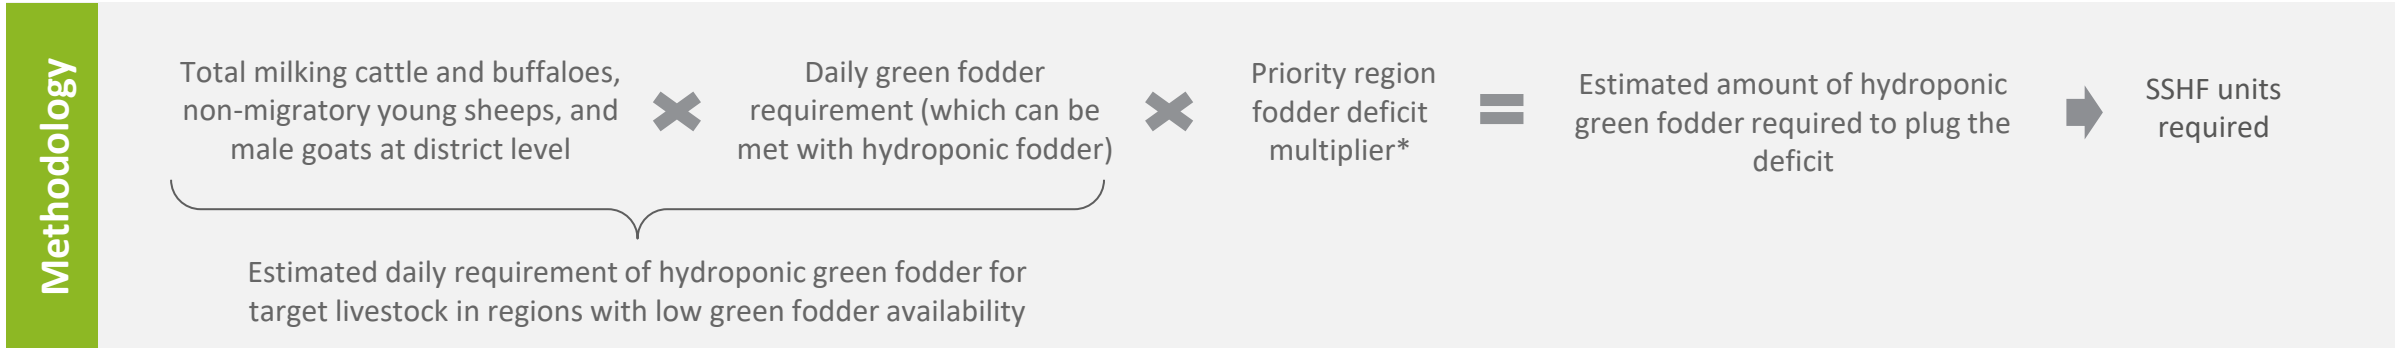 Methodology
Total milking cattle and buffaloes,
non-migratory young sheeps, and
male goats at district level
Daily green fodder
requirement (which can be
met with hydroponic fodder)
Priority region
fodder deficit
multiplier*
Estimated amount of hydroponic
green fodder required to plug the
deficit
SSHF units
required
Estimated daily requirement of hydroponic green fodder for
target livestock in regions with low green fodder availability